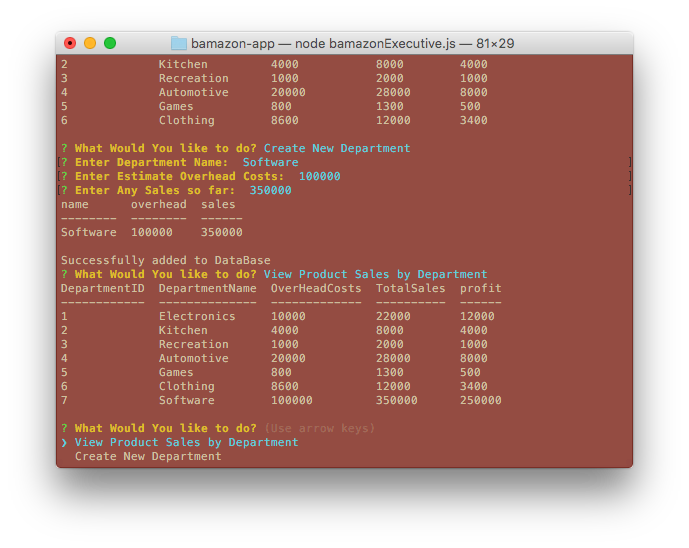 bamazon-app — node bamazonExecutive.js — 81×29
2             Kitchen        4000           8000        4000
3             Recreation     1000           2000        1000
4             Automotive     20000          28000       8000
5             Games          800            1300        500
6             Clothing       8600           12000       3400
? What Would You like to do? Create New Department
[? Enter Department Name:  Software ]
[? Enter Estimate Overhead Costs:  100000 ]
[? Enter Any Sales so far:  350000 ]
name      overhead  sales
--------  --------  ------
Software  100000    350000
Successfully added to DataBase
? What Would You like to do? View Product Sales by Department
DepartmentID  DepartmentName  OverHeadCosts  TotalSales  profit
------------  --------------  -------------  ----------  ------
1             Electronics     10000          22000       12000
2             Kitchen         4000           8000        4000
3             Recreation      1000           2000        1000
4             Automotive      20000          28000       8000
5             Games           800            1300        500
6             Clothing        8600           12000       3400
7             Software        100000         350000      250000
? What Would You like to do? (Use arrow keys)
❯ View Product Sales by Department
  Create New Department